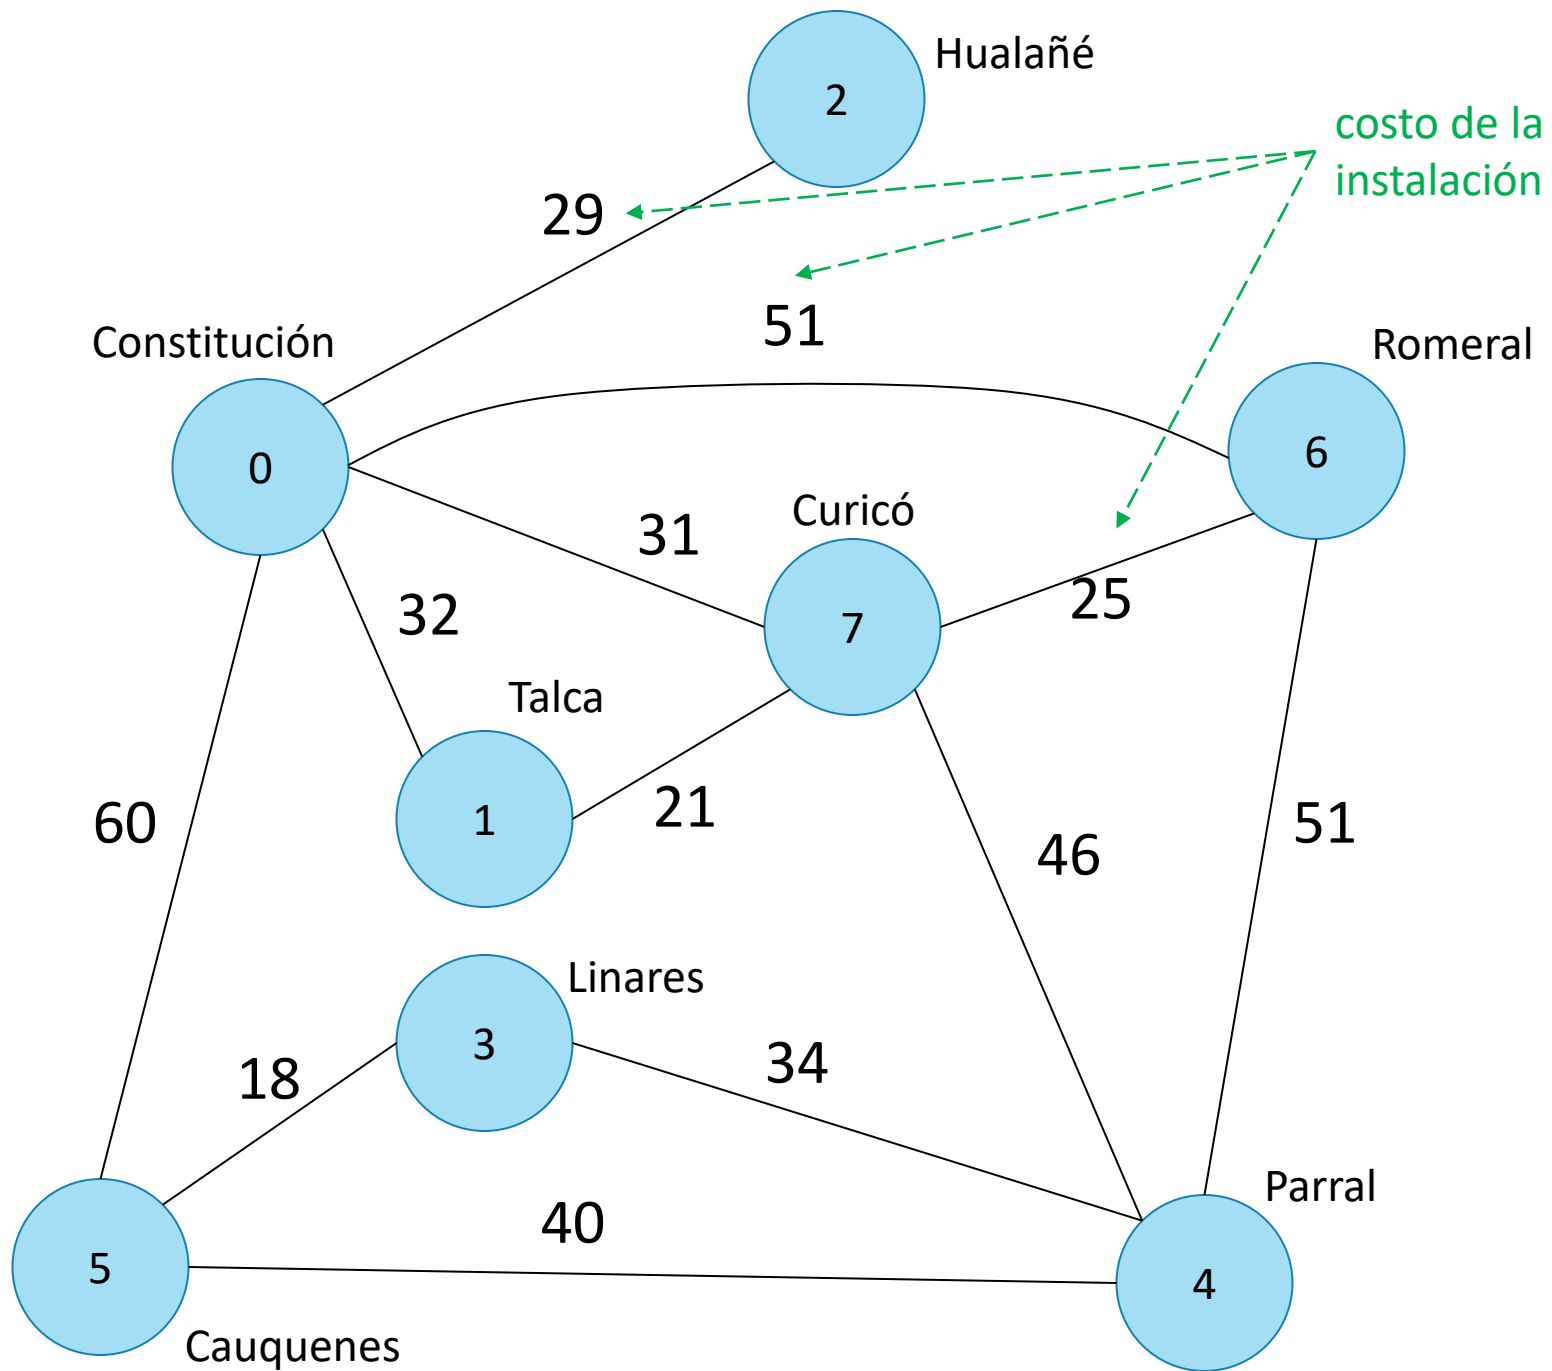 Hualañé
2
costo de la
instalación
29
51
Constitución
Romeral
0
6
Curicó
31
25
32
7
Talca
21
1
60
51
46
Linares
3
34
18
Parral
40
5
4
Cauquenes